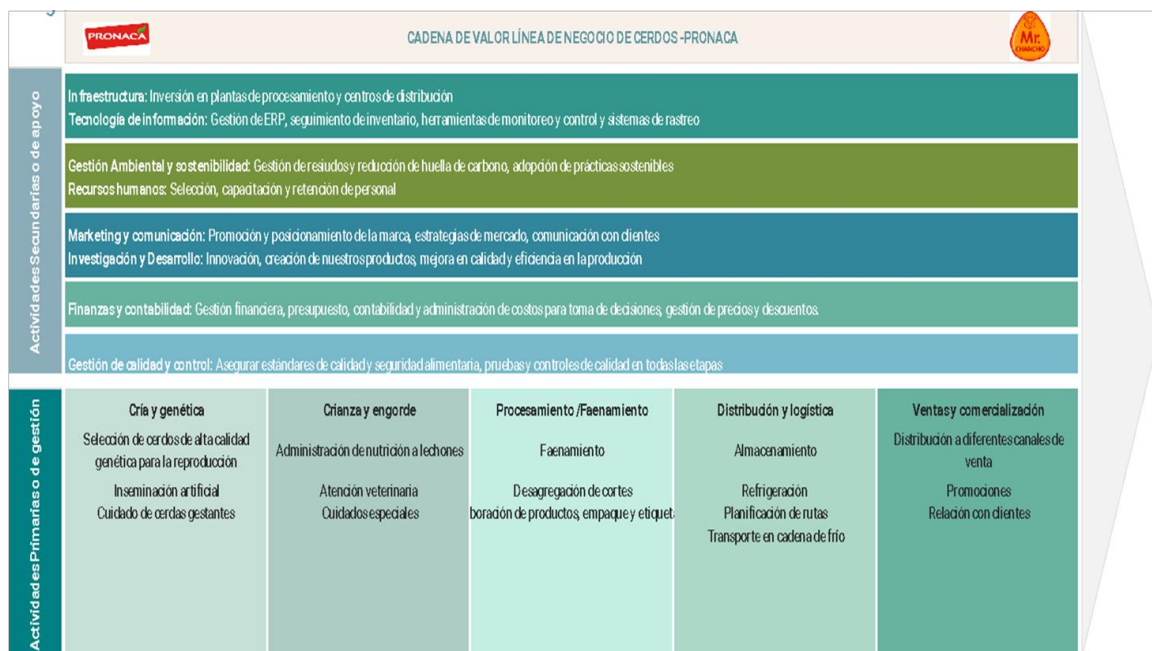 PRONACA
CADENA DE VALOR LÍNEA DE NEGOCIO DE CERDOS -PRONACA
Mr.
CHANCHO
Actividades Secundarias o de apoyo
Infraestructura: Inversión en plantas de procesamiento y centros de distribución
Tecnología de información: Gestión de ERP, seguimiento de inventario, herramientas de monitoreo y control y sistemas de rastreo
Gestión Ambiental y sostenibilidad: Gestión de resiudos y reducción de huella de carbono, adopción de prácticas sostenibles
Recursos humanos: Selección, capacitación y retención de personal
Marketing y comunicación: Promoción y posicionamiento de la marca, estrategias de mercado, comunicación con clientes
Investigación y Desarrollo: Innovación, creación de nuestros productos, mejora en calidad y eficiencia en la producción
Finanzas y contabilidad: Gestión financiera, presupuesto, contabilidad y administración de costos para toma de decisiones, gestión de precios y descuentos.
Gestión de calidad y control: Asegurar estándares de calidad y seguridad alimentaria, pruebas y controles de calidad en todas las etapas
Actividades Primarias o de gestión
Cría y genética
Selección de cerdos de alta calidad
genética para la reproducción
Inseminación artificial
Cuidado de cerdas gestantes
Crianza y engorde
Administración de nutrición a lechones
Atención veterinaria
Cuidados especiales
Procesamiento /Faenamiento
Faenamiento
Desagregación de cortes
boración de productos, empaque y etiqueta
Distribución y logística
Almacenamiento
Refrigeración
Planificación de rutas
Transporte en cadena de frío
Ventas y comercialización
Distribución a diferentes canales de
venta
Promociones
Relación con clientes